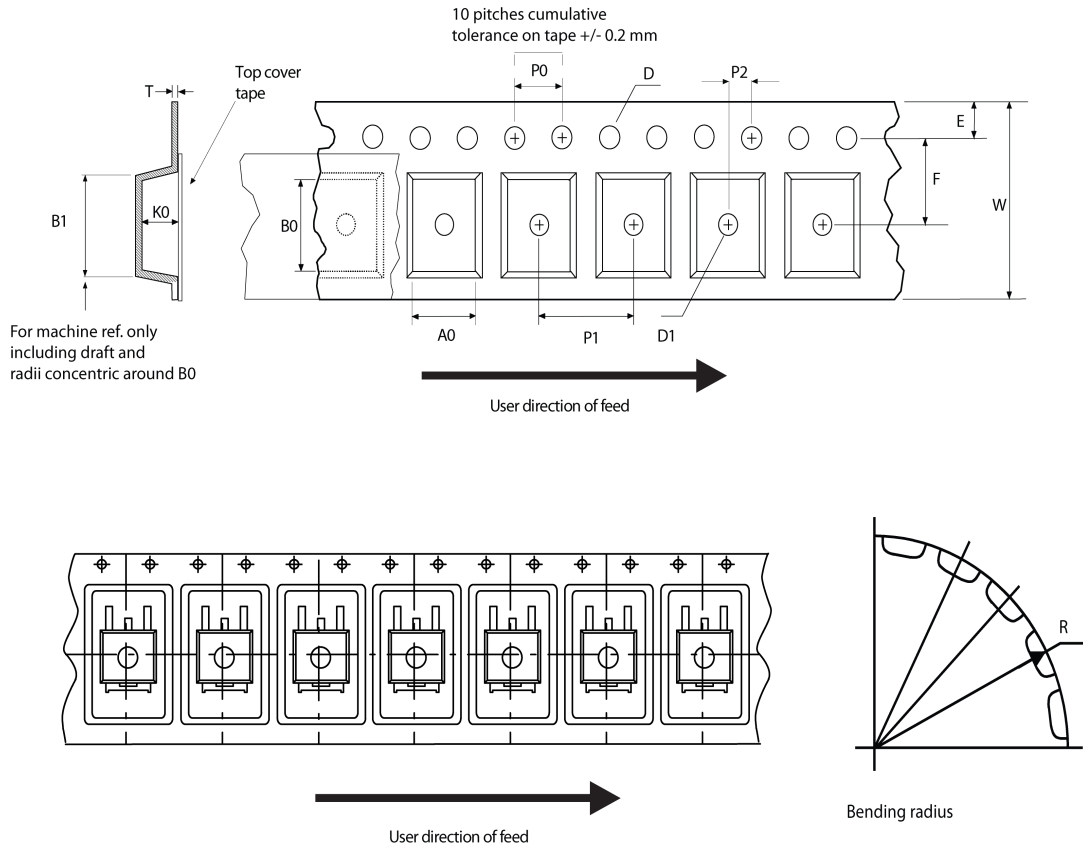 10 pitches cumulative
tolerance on tape +/- 0.2 mm
Top cover
tape
T
P0
D
P2
E
F
W
B1
K0
B0
A0
P1
D1
For machine ref. only
including draft and
radii concentric around B0
User direction of feed
R
Bending radius
User direction of feed